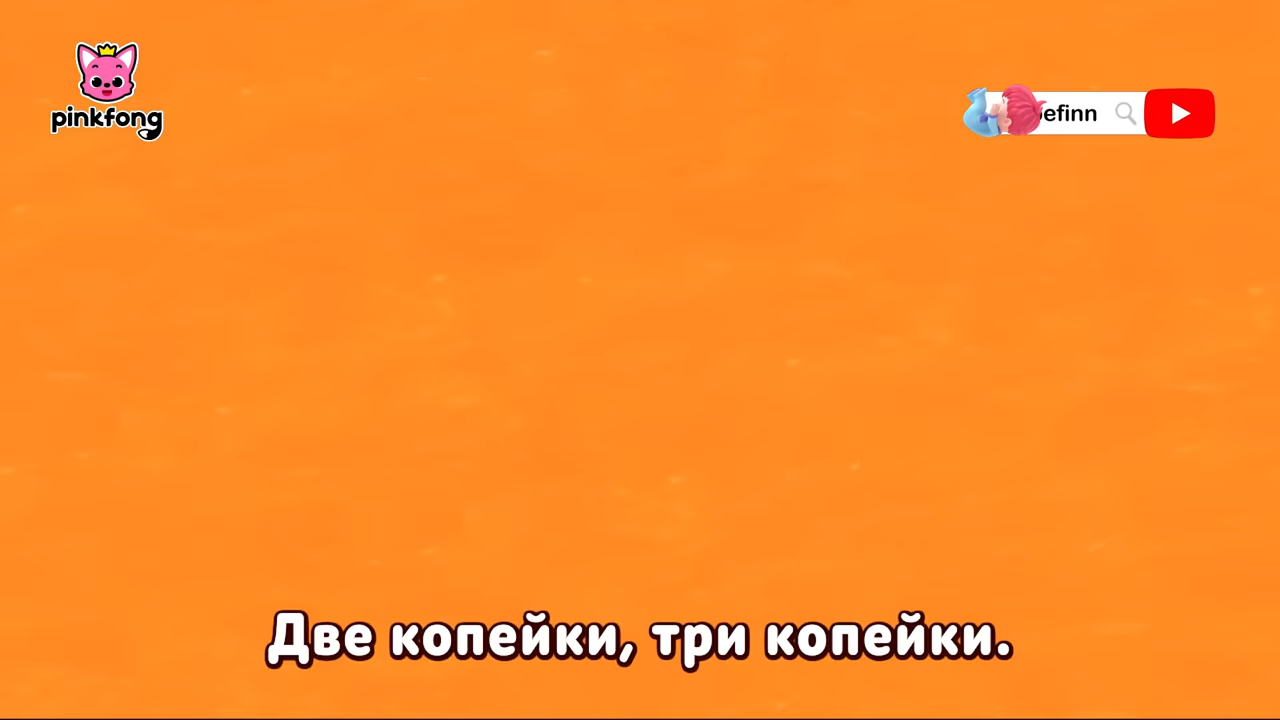 pinkfong
efinn
Две копейки, три копейки.